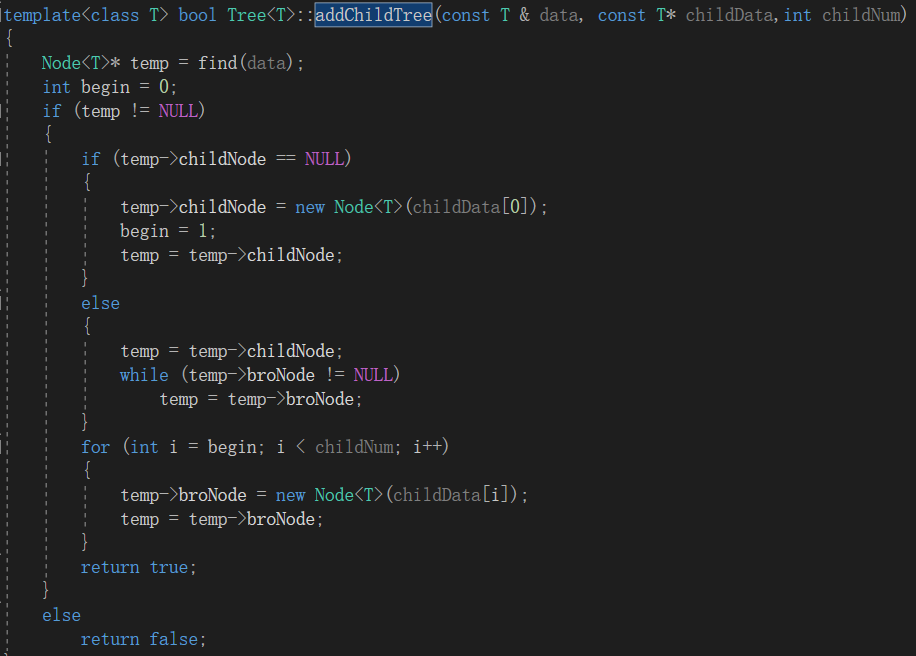 template<class T> bool Tree<T>::addChildTree(const T & data, const T* childData,int childNum)
{
    Node<T>* temp = find(data);
    int begin = 0;
    if (temp != NULL)
    {
        if (temp->childNode == NULL)
        {
            temp->childNode = new Node<T>(childData[0]);
            begin = 1;
            temp = temp->childNode;
        }
        else
        {
            temp = temp->childNode;
            while (temp->broNode != NULL)
                temp = temp->broNode;
        }
        for (int i = begin; i < childNum; i++)
        {
            temp->broNode = new Node<T>(childData[i]);
            temp = temp->broNode;
        }
        return true;
    }
    else
        return false;